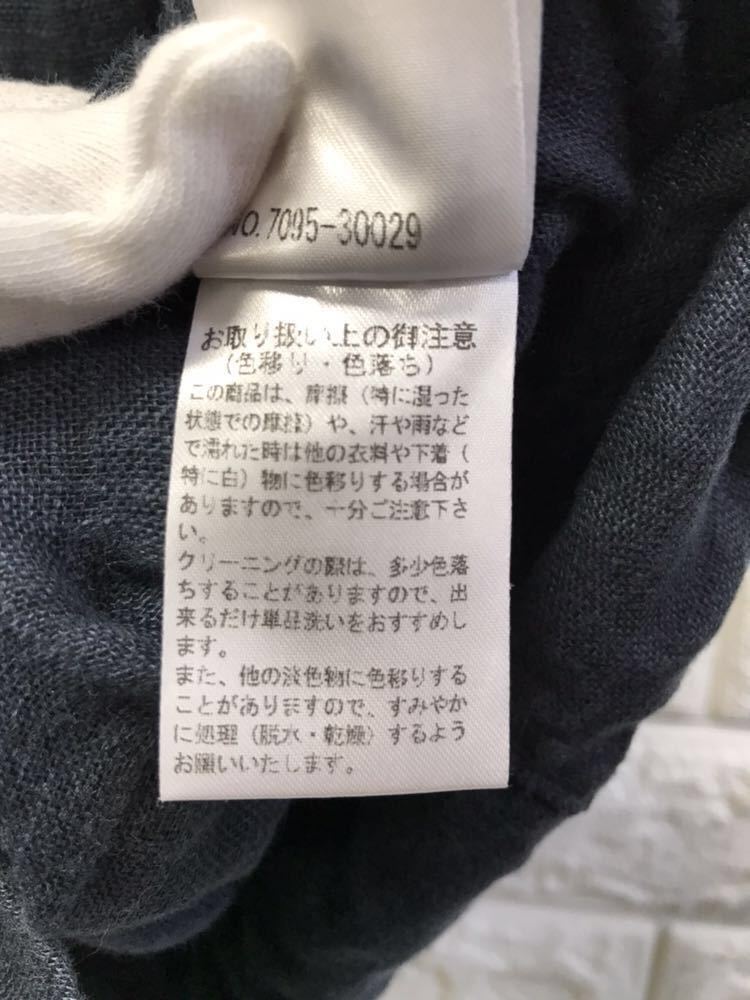 NO. 7095-30029
お取り扱い上の御注意
(色移り・色落ち)
この商品は、摩擦(特に湿った
状態での摩擦)や、汗や雨など
で濡れた時は他の衣料や下着(
特に白)物に色移りする場合が
ありますので、十分ご注意下さ
い。
クリーニングの際は、多少色落
ちすることがありますので、出
来るだけ単品洗いをおすすめし
ます。
また、他の淡色物に色移りする
ことがありますので、すみやか
に処理(脱水・乾燥)するよう
お願いいたします。